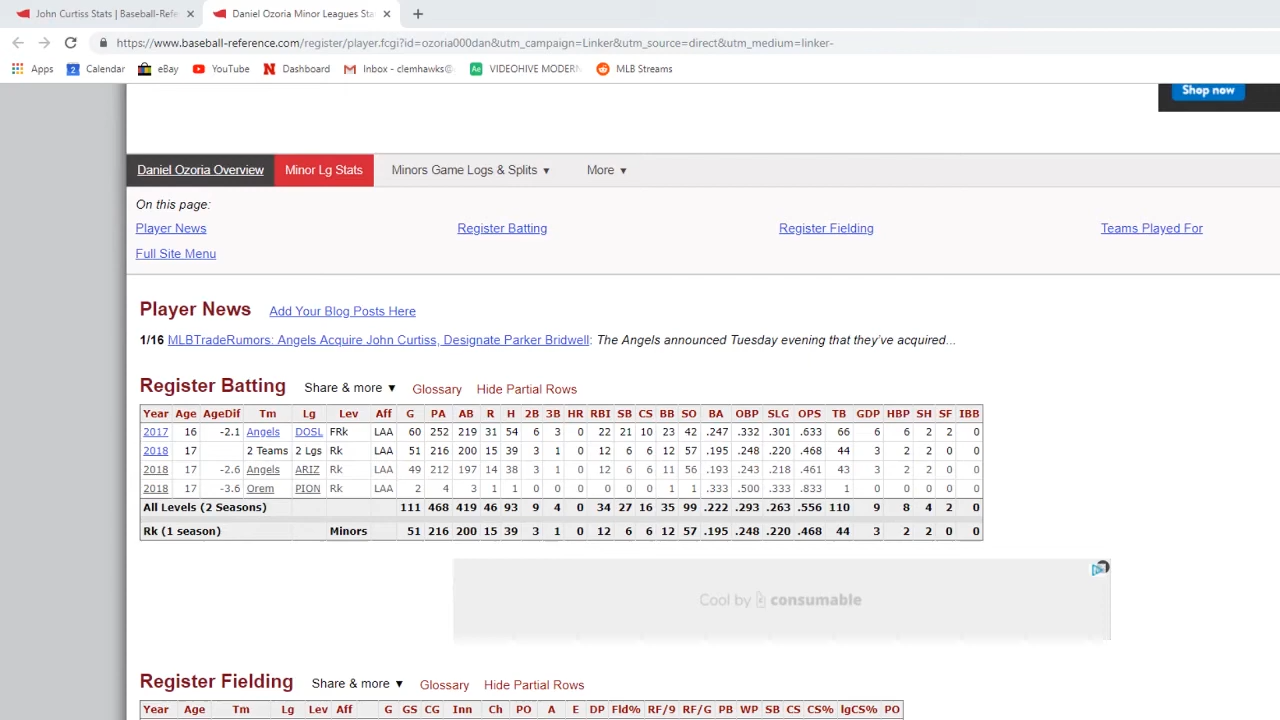 John Curtiss Stats | Baseball-Refe
Daniel Ozoria Minor Leagues Sta
https://www.baseball-reference.com/register/player.fcgi?id=ozoria000dan&utm_campaign=Linker&utm_source=direct&utm_medium=linker-
Apps Calendar eBay YouTube Dashboard Inbox - clemhawks@ VIDEOHIVE MODERN MLB Streams
Shop now
Daniel Ozoria Overview Minor Lg Stats Minors Game Logs & Splits ▼ More ▼
On this page:
Player News Register Batting Register Fielding Teams Played For
Full Site Menu
Player News Add Your Blog Posts Here
1/16 MLBTradeRumors: Angels Acquire John Curtiss, Designate Parker Bridwell: The Angels announced Tuesday evening that they've acquired...
Register Batting Share & more ▼ Glossary Hide Partial Rows
Year Age AgeDif Tm Lg Lev Aff G PA AB R H 2B 3B HR RBI SB CS BB SO BA OBP SLG OPS TB GDP HBP SH SF IBB
2017 16 -2.1 Angels DOSL FRk LAA 60 252 219 31 54 6 3 0 22 21 10 23 42 .247 .332 .301 .633 66 6 6 2 2 0
2018 17 2 Teams 2 Lgs Rk LAA 51 216 200 15 39 3 1 0 12 6 6 12 57 .195 .248 .220 .468 44 3 2 2 0 0
2018 17 -2.6 Angels ARIZ Rk LAA 49 212 197 14 38 3 1 0 12 6 6 11 56 .193 .243 .218 .461 43 3 2 2 0 0
2018 17 -3.6 Orem PION Rk LAA 2 4 3 1 1 0 0 0 0 0 0 1 1 .333 .500 .333 .833 1 0 0 0 0 0
All Levels (2 Seasons) 111 468 419 46 93 9 4 0 34 27 16 35 99 .222 .293 .263 .556 110 9 8 4 2 0
Rk (1 season) Minors 51 216 200 15 39 3 1 0 12 6 6 12 57 .195 .248 .220 .468 44 3 2 2 0 0
Cool by consumable
Register Fielding Share & more ▼ Glossary Hide Partial Rows
Year Age Tm Lg Lev Aff G GS CG Inn Ch PO A E DP Fld% RF/9 RF/G PB WP SB CS CS% lgCS% PO